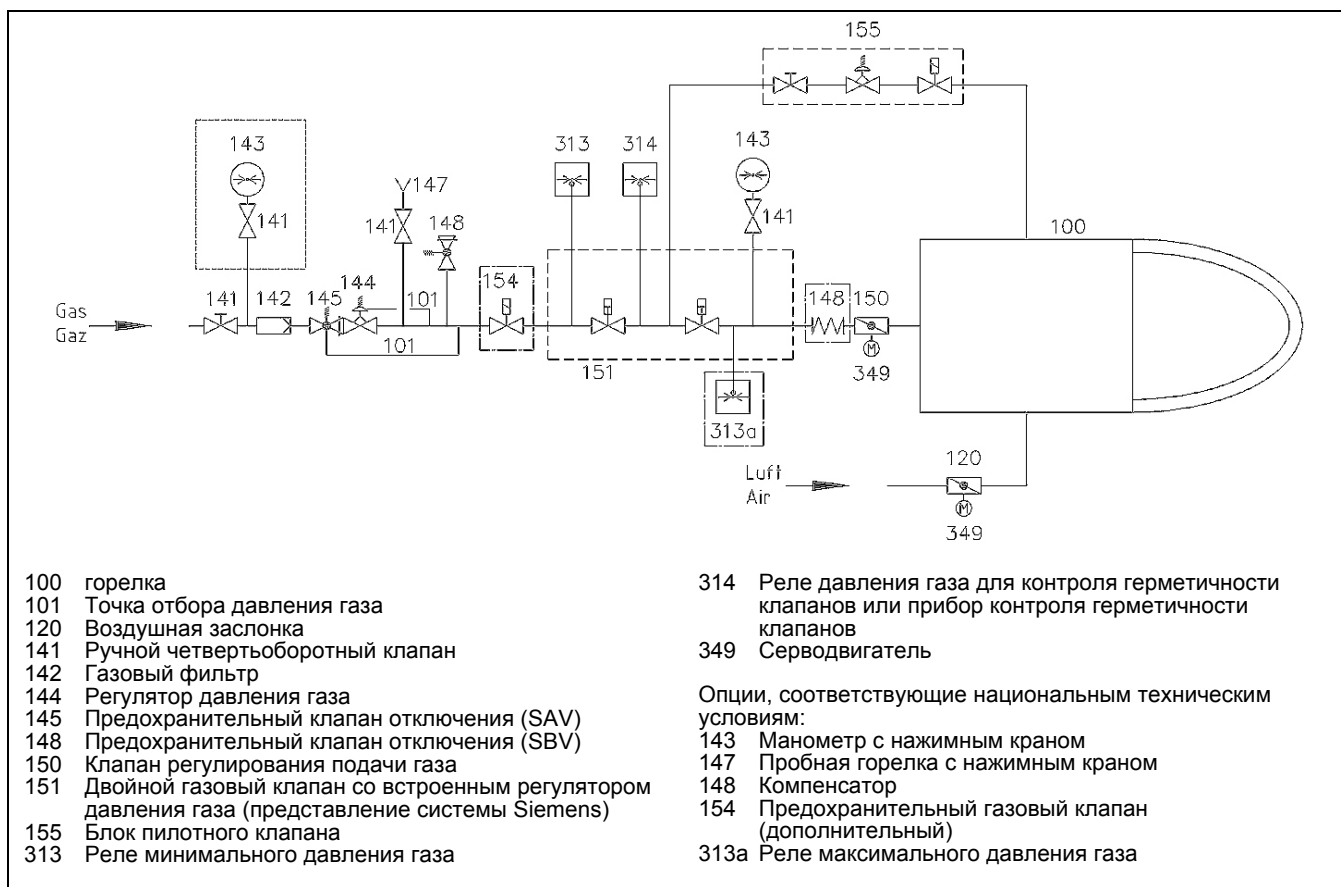 155
143
313
314
143
147
141
141
148
141
100
144
154
141
142
145
101
148
150
Gas
Gaz
101
151
349
313a
120
Luft
Air
349
100 горелка
101 Точка отбора давления газа
120 Воздушная заслонка
141 Ручной четвертьоборотный клапан
142 Газовый фильтр
144 Регулятор давления газа
145 Предохранительный клапан отключения (SAV)
148 Предохранительный клапан отключения (SBV)
150 Клапан регулирования подачи газа
151 Двойной газовый клапан со встроенным регулятором
давления газа (представление системы Siemens)
155 Блок пилотного клапана
313 Реле минимального давления газа
314 Реле давления газа для контроля герметичности
клапанов или прибор контроля герметичности
клапанов
349 Серводвигатель
Опции, соответствующие национальным техническим
условиям:
143 Манометр с нажимным краном
147 Пробная горелка с нажимным краном
148 Компенсатор
154 Предохранительный газовый клапан
(дополнительный)
313a Реле максимального давления газа